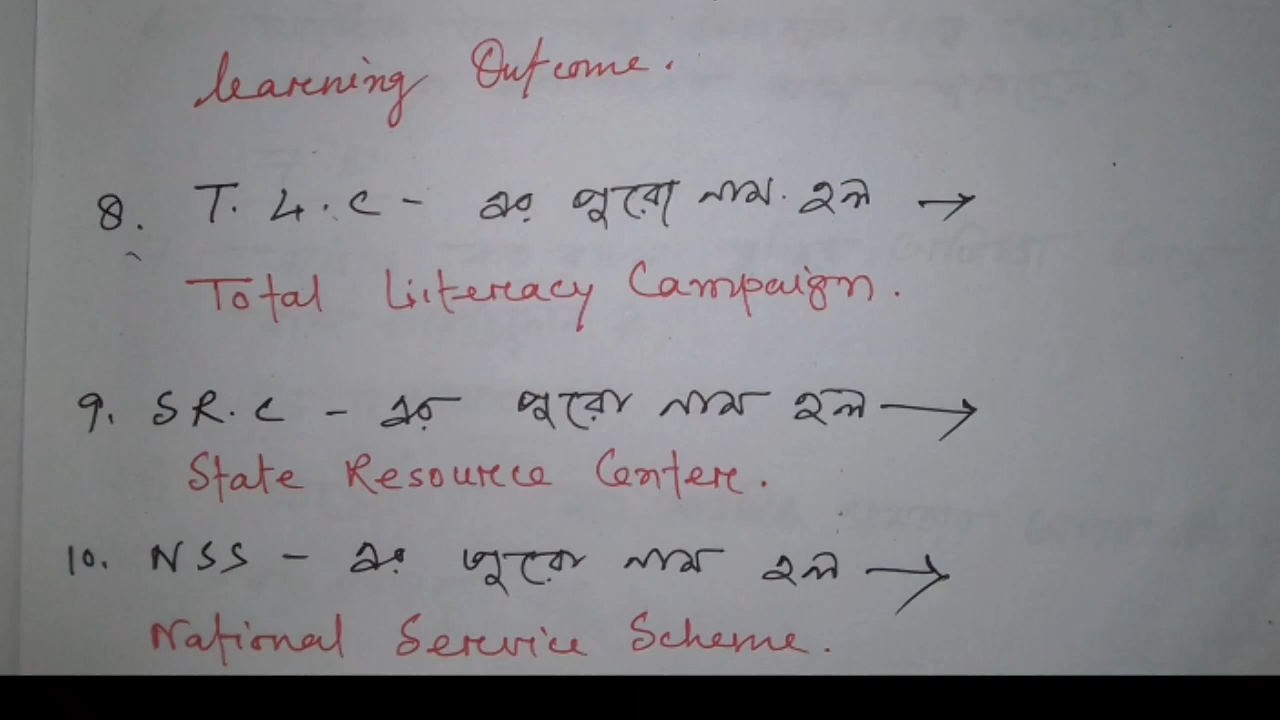 learning Outcome.
8. T. L. C - এর পুরো নাম. হল →
Total Literacy Campaign.
9. S R. C - এর পুরো নাম হল →
State Resource Center.
10. NSS - এর পুরো নাম হল →
National Service Scheme.